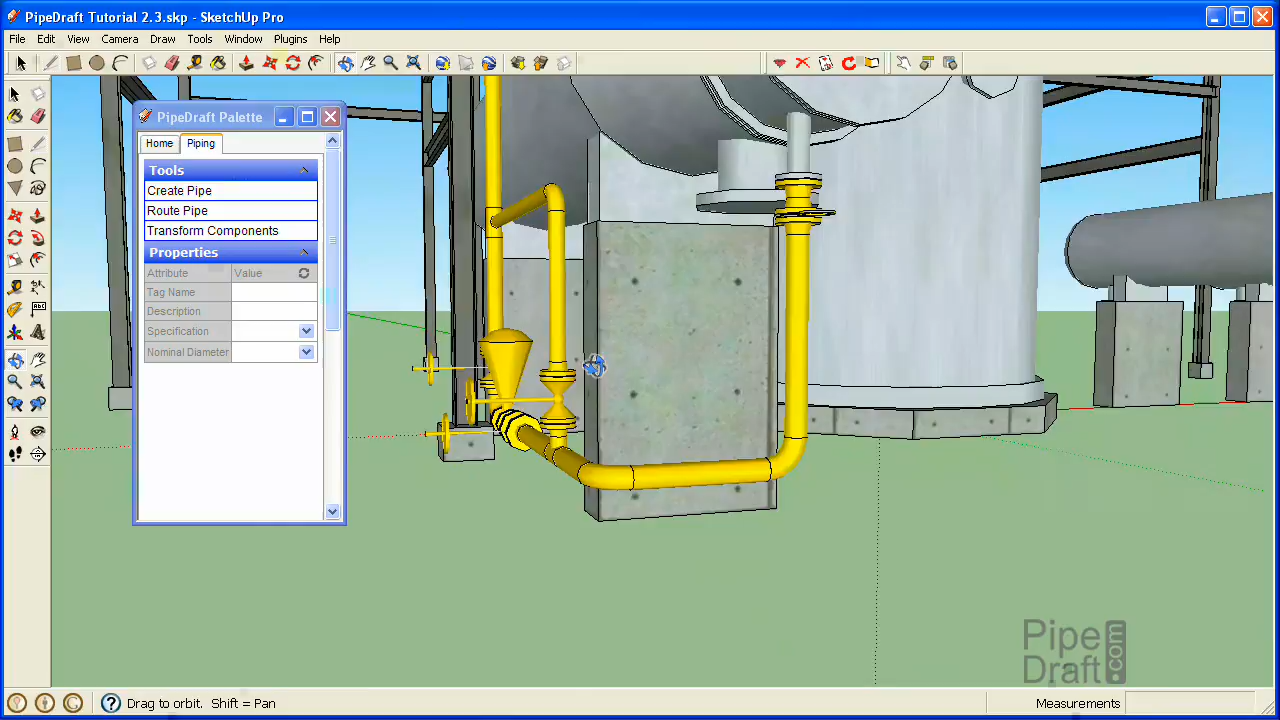 PipeDraft Tutorial 2.3.skp - SketchUp Pro
File Edit View Camera Draw Tools Window Plugins Help
PipeDraft Palette
Home Piping
Tools
Create Pipe
Route Pipe
Transform Components
Properties
Attribute Value
Tag Name
Description
Specification
Nominal Diameter
Pipe
Draft.com
Drag to orbit. Shift = Pan
Measurements